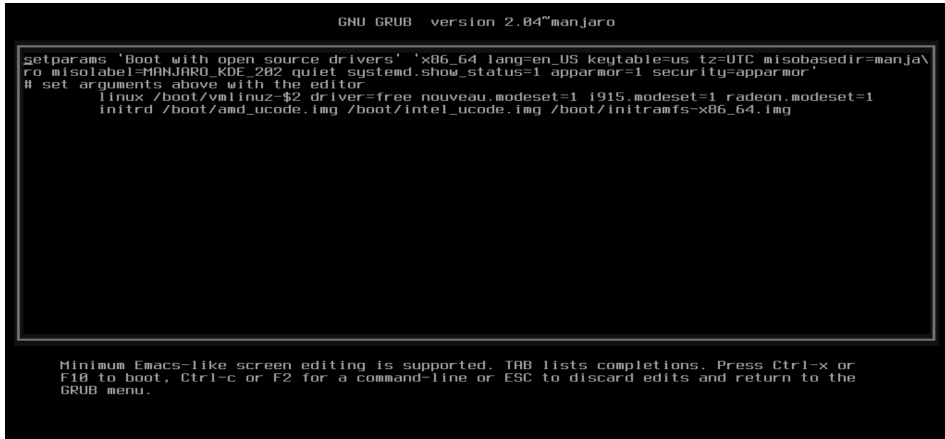 GNU GRUB  version 2.04~manjaro
setparams 'Boot with open source drivers' 'x86_64 lang=en_US keytable=us tz=UTC misobasedir=manja\
ro misolabel=MANJARO_KDE_202 quiet systemd.show_status=1 apparmor=1 security=apparmor'
# set arguments above with the editor
        linux /boot/vmlinuz-$2 driver=free nouveau.modeset=1 i915.modeset=1 radeon.modeset=1
        initrd /boot/amd_ucode.img /boot/intel_ucode.img /boot/initramfs-x86_64.img
Minimum Emacs-like screen editing is supported. TAB lists completions. Press Ctrl-x or
F10 to boot, Ctrl-c or F2 for a command-line or ESC to discard edits and return to the
GRUB menu.